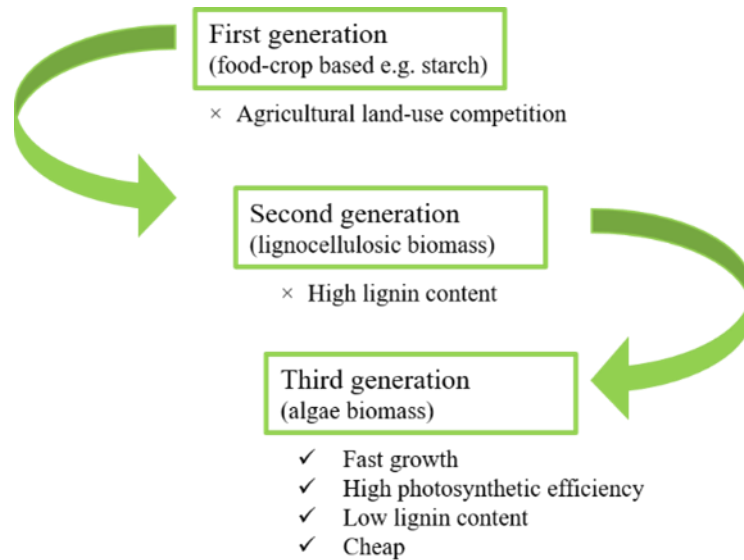 First generation
(food-crop based e.g. starch)
× Agricultural land-use competition
Second generation
(lignocellulosic biomass)
× High lignin content
Third generation
(algae biomass)
✓ Fast growth
✓ High photosynthetic efficiency
✓ Low lignin content
✓ Cheap